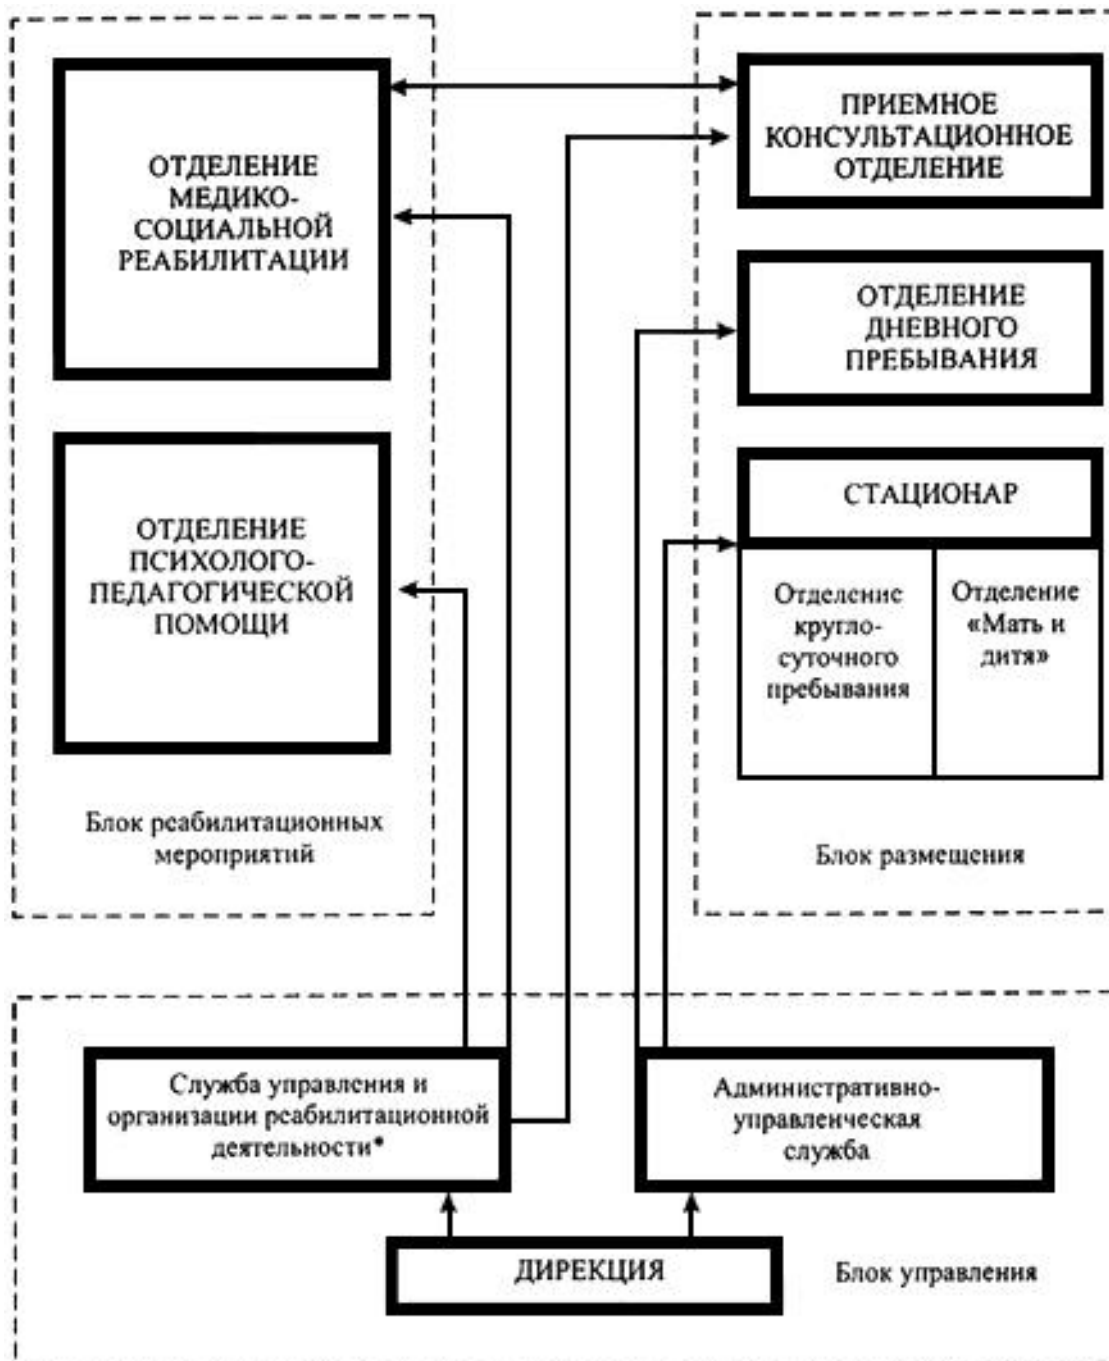 ОТДЕЛЕНИЕ
МЕДИКО-
СОЦИАЛЬНОЙ
РЕАБИЛИТАЦИИ
ОТДЕЛЕНИЕ
ПСИХОЛОГО-
ПЕДАГОГИЧЕСКОЙ
ПОМОЩИ
Блок реабилитационных
мероприятий
ПРИЕМНОЕ
КОНСУЛЬТАЦИОННОЕ
ОТДЕЛЕНИЕ
ОТДЕЛЕНИЕ
ДНЕВНОГО
ПРЕБЫВАНИЯ
СТАЦИОНАР
Отделение
кругло-
суточного
пребывания
Отделение
«Мать и
дитя»
Блок размещения
Служба управления и
организации реабилитационной
деятельности*
Административно-
управленческая
служба
ДИРЕКЦИЯ
Блок управления